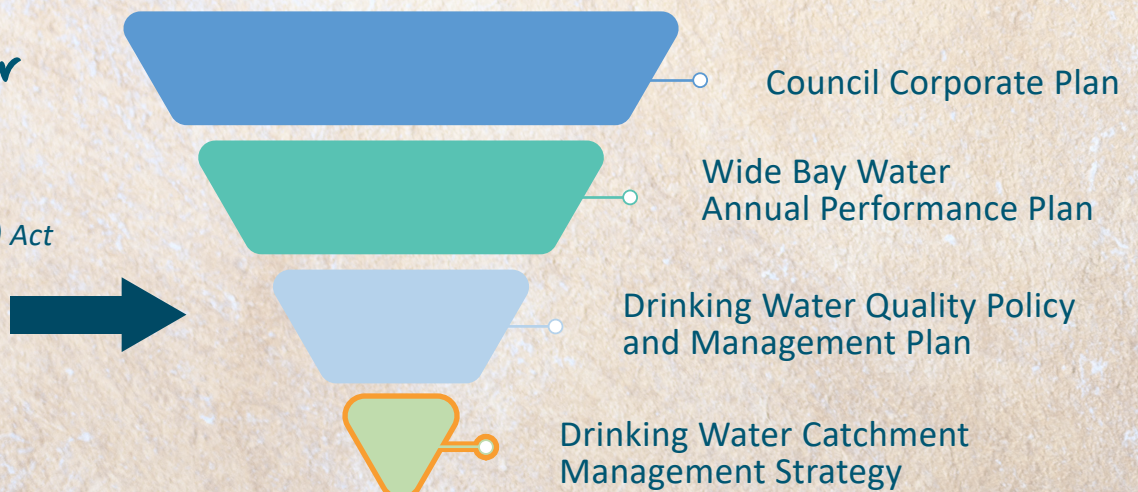 Council Corporate Plan
Wide Bay Water
Annual Performance Plan
Act
Drinking Water Quality Policy
and Management Plan
Drinking Water Catchment
Management Strategy